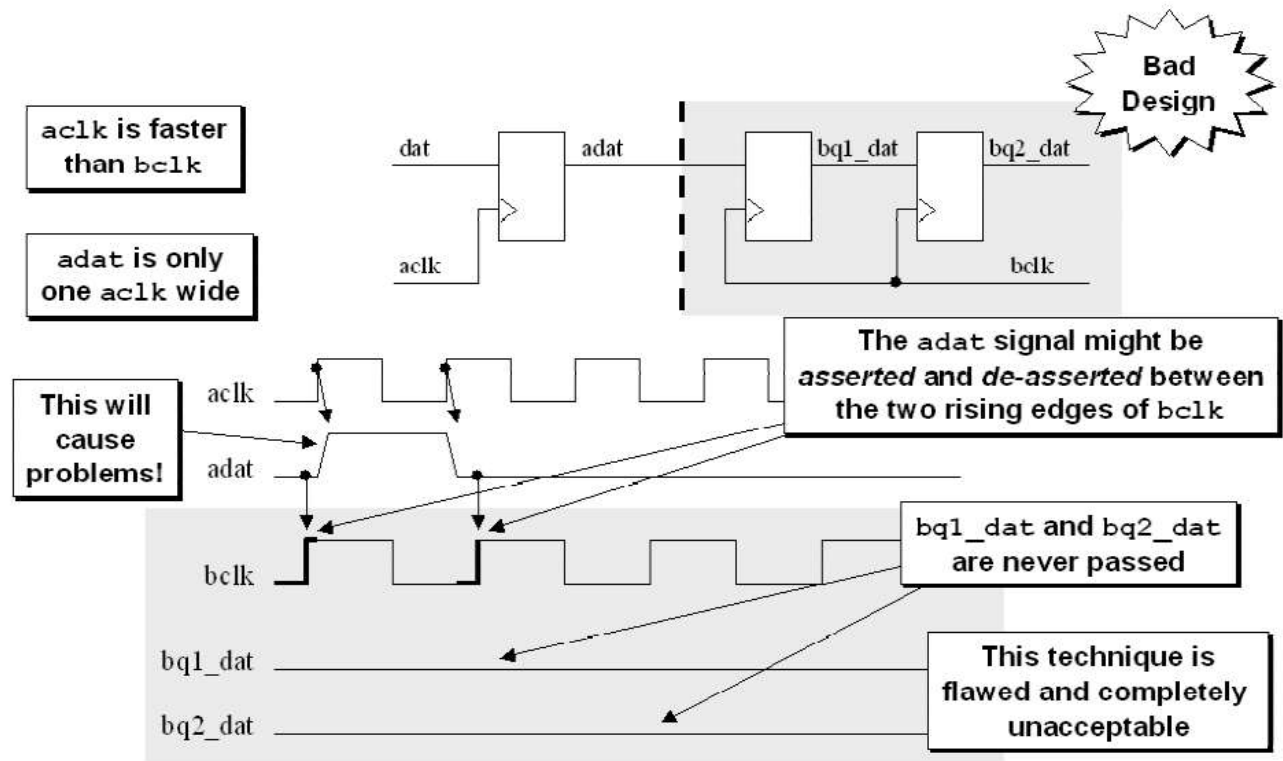 Bad
Design
aclk is faster
than bclk
dat
adat
bq1_dat
bq2_dat
adat is only
one aclk wide
aclk
bclk
The adat signal might be
asserted and de-asserted between
the two rising edges of bclk
This will
cause
problems!
aclk
adat
bq1_dat and bq2_dat
are never passed
bclk
bq1_dat
This technique is
flawed and completely
unacceptable
bq2_dat